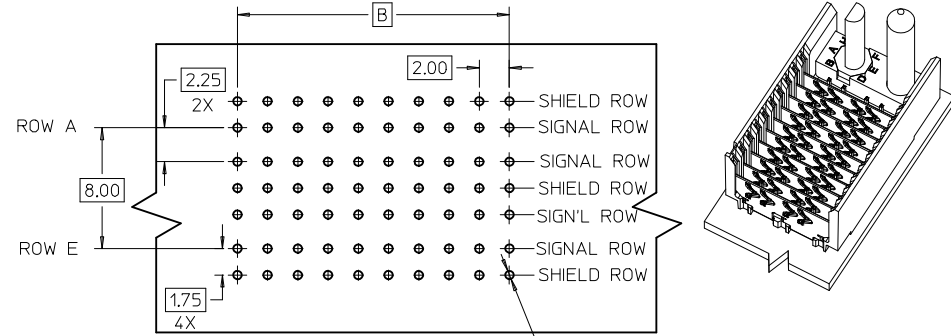 B
2.00
2.25
2X
SHIELD ROW
ROW A
SIGNAL ROW
SIGNAL ROW
8.00
SHIELD ROW
SIGN'L ROW
ROW E
SIGNAL ROW
SHIELD ROW
1.75
4X
B A
D E F